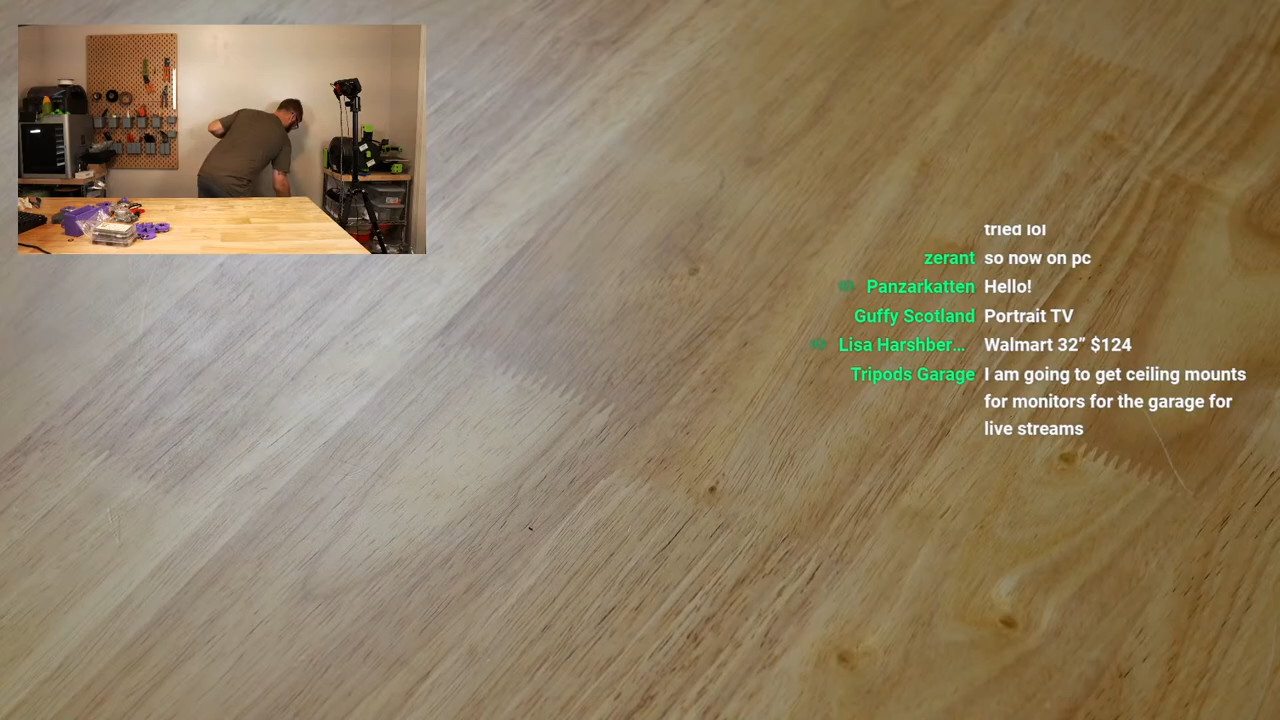 tried lol
zerant so now on pc
Panzarkatten Hello!
Guffy Scotland Portrait TV
Lisa Harshber... Walmart 32” $124
Tripods Garage I am going to get ceiling mounts
for monitors for the garage for
live streams